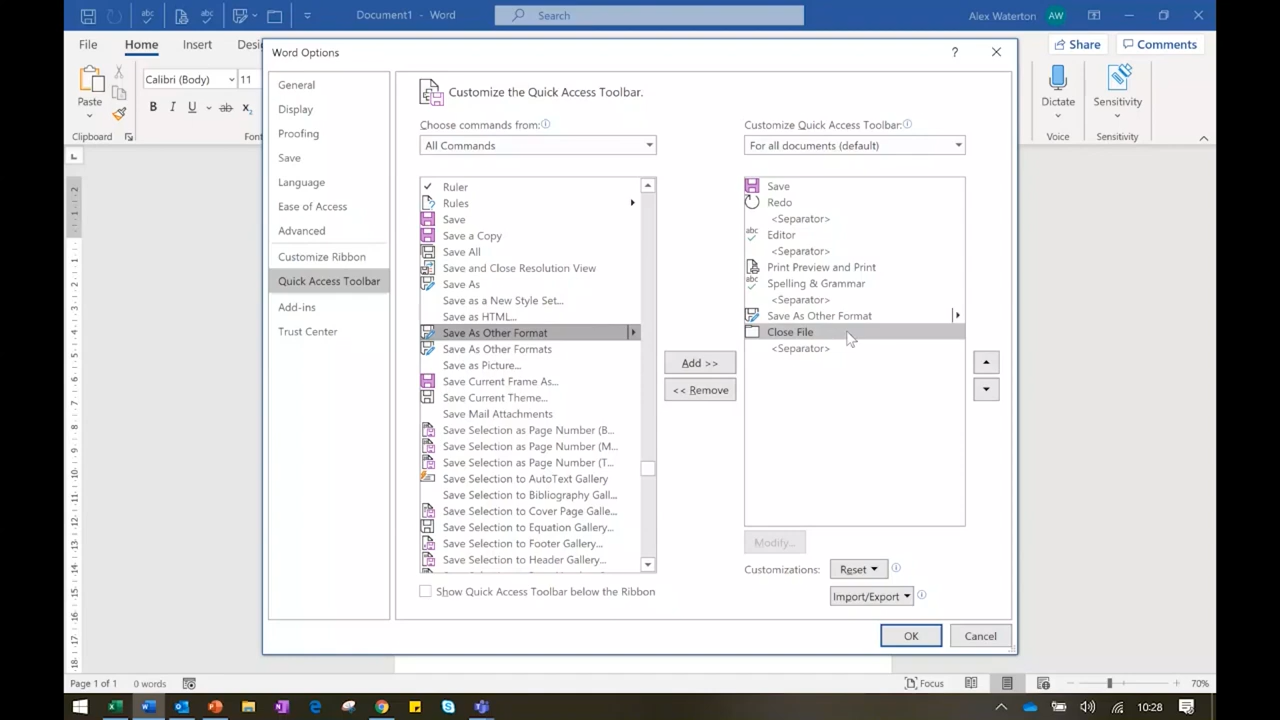 Document1 - Word
Search
Alex Waterton
AW
File
Home
Insert
Share
Comments
Paste
Calibri (Body)
11
B
I
U
ab
x₂
Clipboard
Font
Dictate
Sensitivity
Voice
Sensitivity
Word Options
?
General
Display
Proofing
Save
Language
Ease of Access
Advanced
Customize Ribbon
Quick Access Toolbar
Add-ins
Trust Center
Customize the Quick Access Toolbar.
Choose commands from:
All Commands
Ruler
Rules
Save
Save a Copy
Save All
Save and Close Resolution View
Save As
Save as a New Style Set...
Save as HTML...
Save As Other Format
Save As Other Formats
Save as Picture...
Save Current Frame As...
Save Current Theme...
Save Mail Attachments
Save Selection as Page Number (B...
Save Selection as Page Number (M...
Save Selection as Page Number (T...
Save Selection to AutoText Gallery
Save Selection to Bibliography Gall...
Save Selection to Cover Page Galle...
Save Selection to Equation Gallery...
Save Selection to Footer Gallery...
Save Selection to Header Gallery...
Show Quick Access Toolbar below the Ribbon
Add >>
<< Remove
Customize Quick Access Toolbar:
For all documents (default)
Save
Redo
<Separator>
Editor
<Separator>
Print Preview and Print
Spelling & Grammar
<Separator>
Save As Other Format
Close File
<Separator>
Modify...
Customizations:
Reset
Import/Export
OK
Cancel
Page 1 of 1
0 words
Focus
70%
10:28